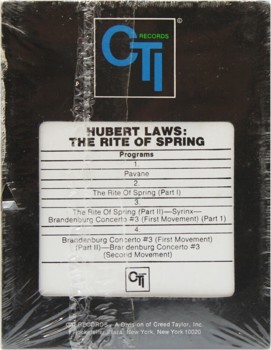 ©
CTI
RECORDS
HUBERT LAWS:
THE RITE OF SPRING
Programs
1.
Pavane
2.
The Rite Of Spring (Part I)
3.
The Rite Of Spring (Part II)—Syrinx—
Brandenburg Concerto #3 (First Movement) (Part 1)
4.
Brandenburg Concerto #3 (First Movement)
(Part II)—Brandenburg Concerto #3
(Second Movement)
CTI
CTI RECORDS - A Division of Creed Taylor, Inc.
Rockefeller Plaza, New York, New York 10020